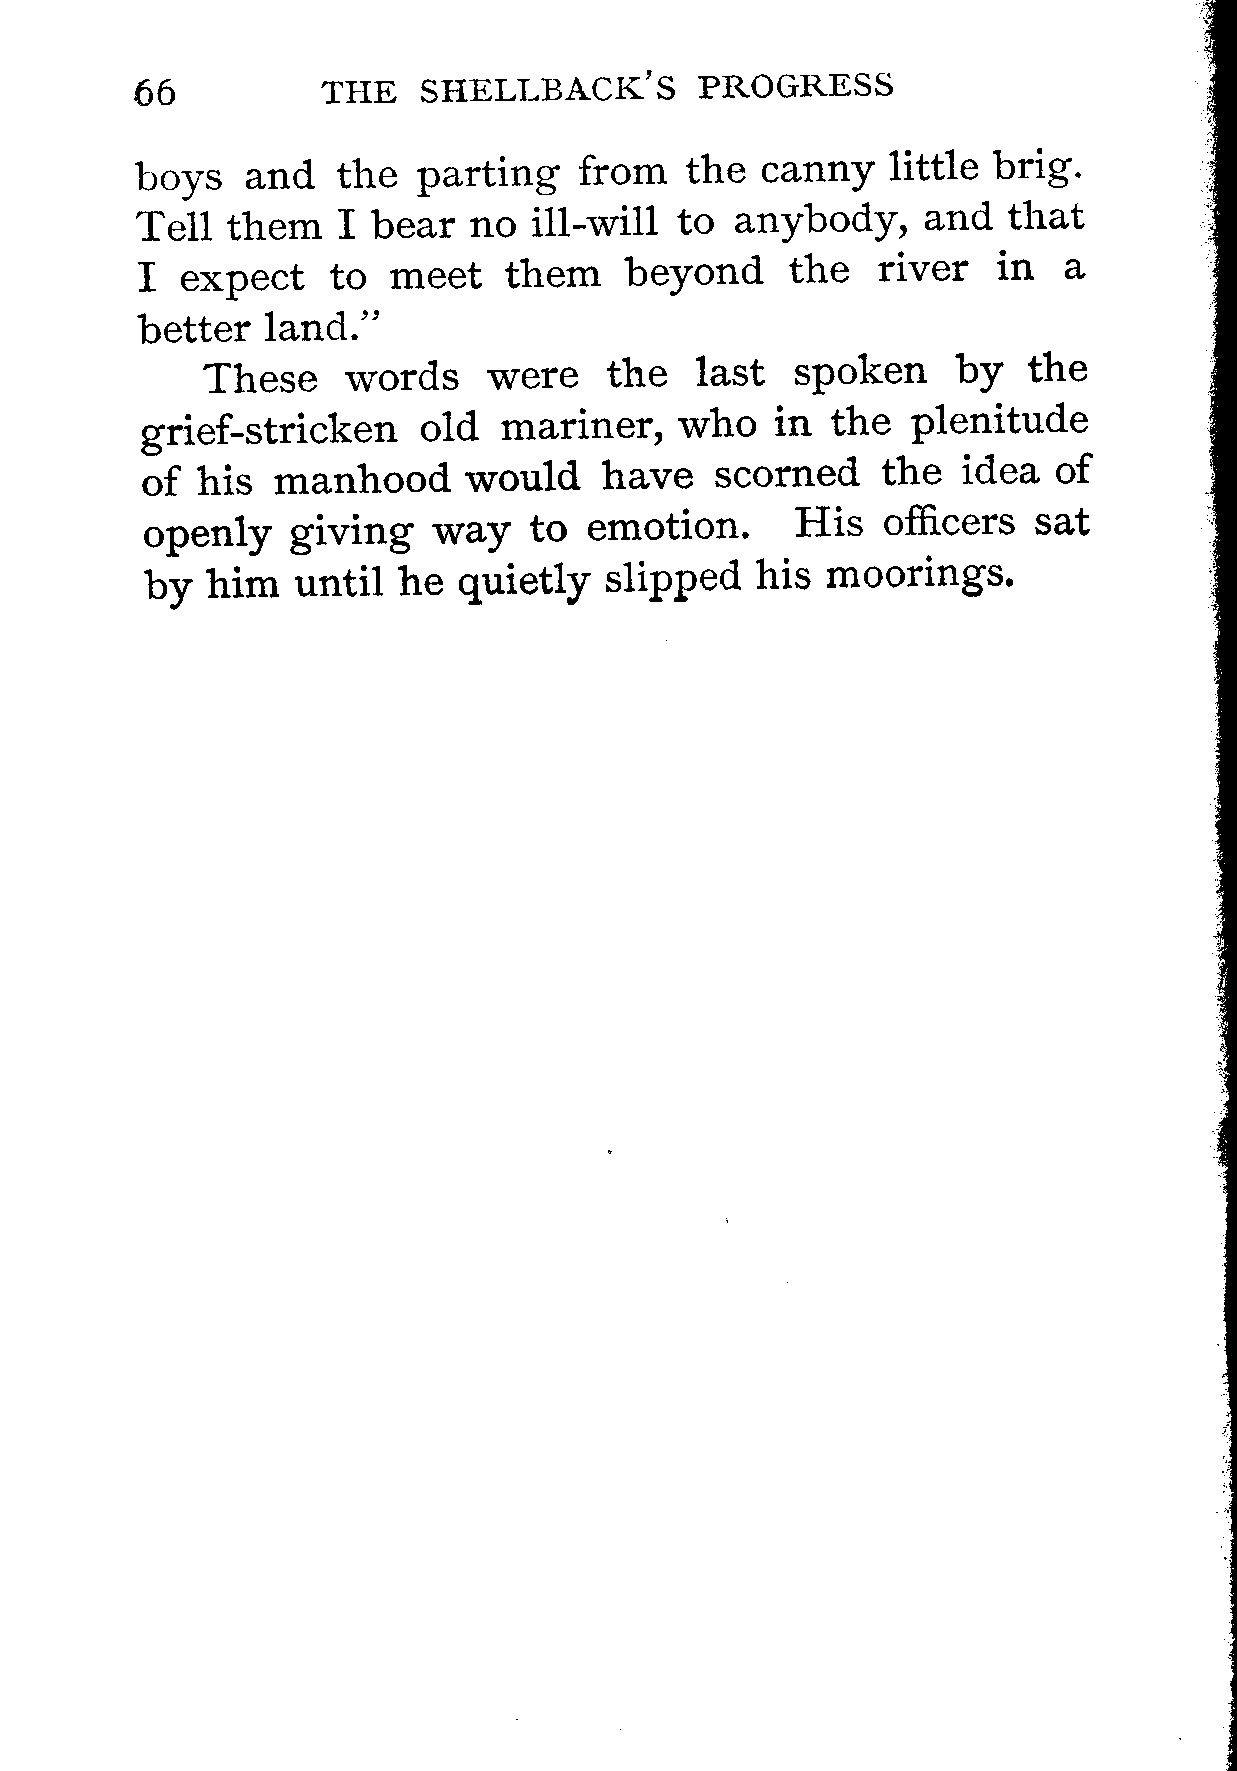 66 THE SHELLBACK'S PROGRESS
boys and the parting from the canny little brig.
Tell them I bear no ill-will to anybody, and that
I expect to meet them beyond the river in a
better land."
These words were the last spoken by the
grief-stricken old mariner, who in the plenitude
of his manhood would have scorned the idea of
openly giving way to emotion. His officers sat
by him until he quietly slipped his moorings.